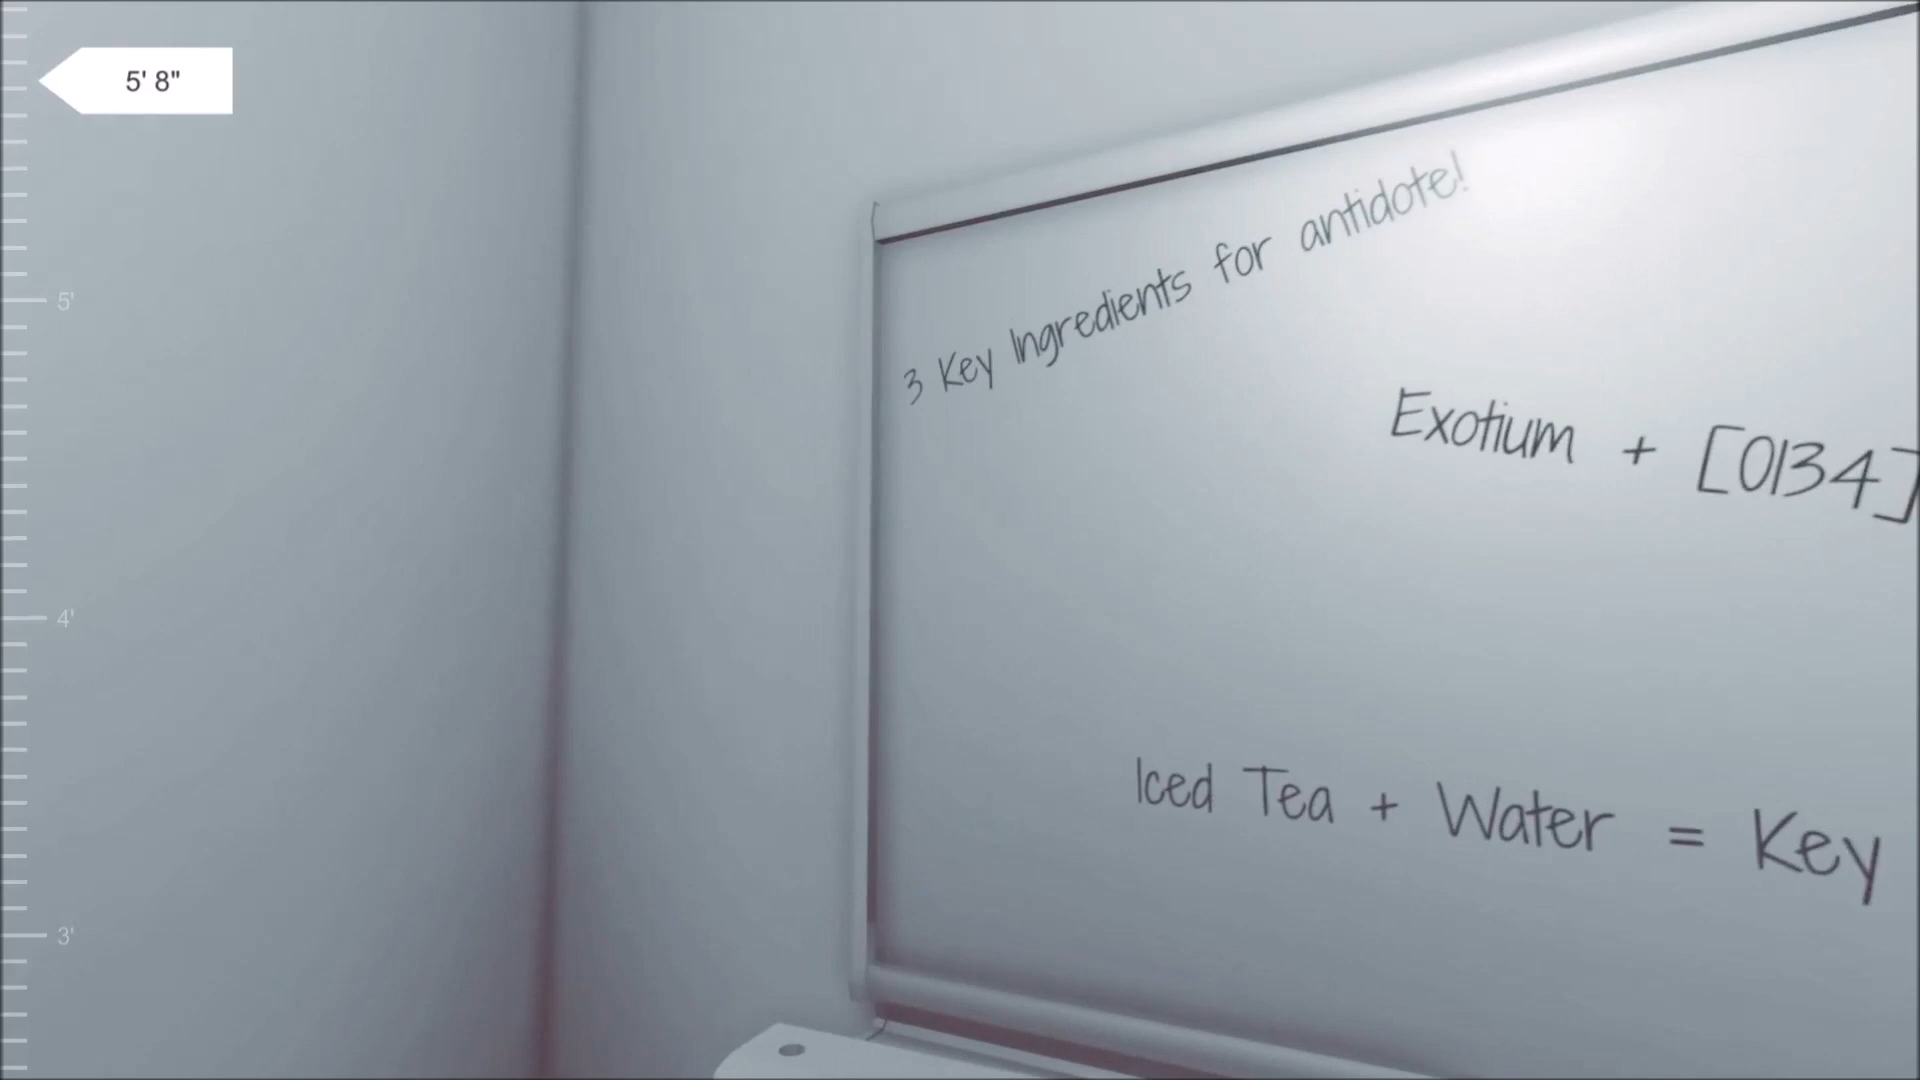 5' 8"
5'
3 Key Ingredients for antidote!
Exotium + [0134]
4'
Iced Tea + Water = Key
3'